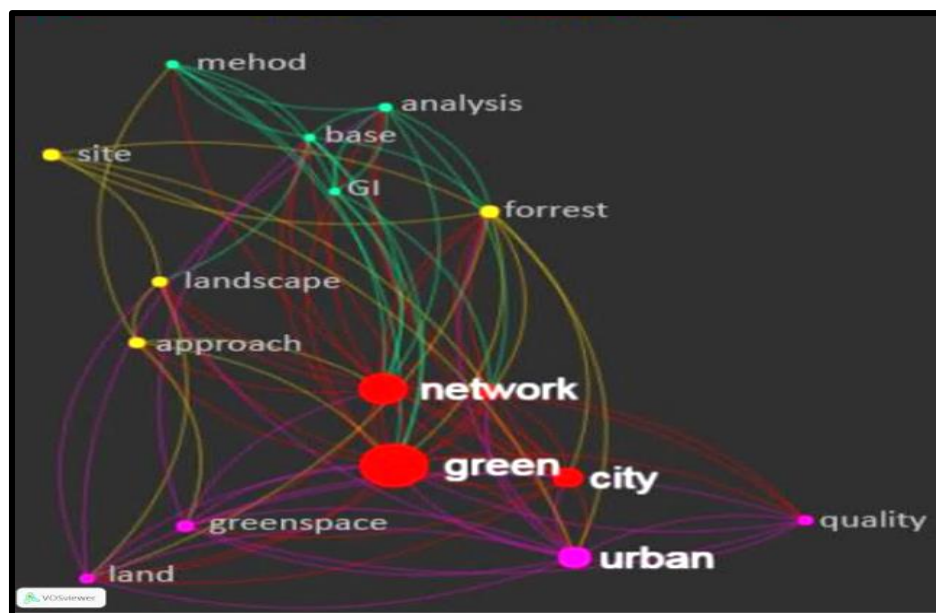 mehod
analysis
base
site
GI
forrest
landscape
approach
network
green
city
greenspace
quality
urban
land
VOSviewer